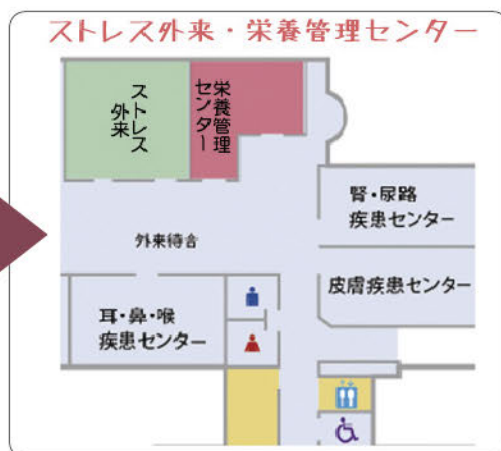 ストレス外来・栄養管理センター
ストレス
外来
栄養管理
センター
腎・尿路
疾患センター
外来待合
皮膚疾患センター
耳・鼻・喉
疾患センター